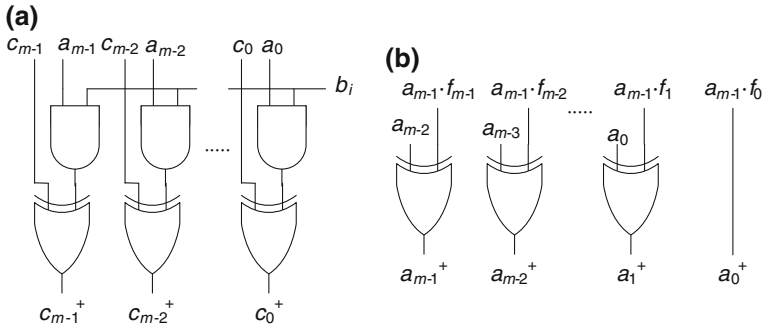 (a)
c_{m-1} a_{m-1} c_{m-2} a_{m-2} c_0 a_0
b_i
.....
c_{m-1}^+ c_{m-2}^+ c_0^+
(b)
a_{m-1}·f_{m-1} a_{m-1}·f_{m-2} ..... a_{m-1}·f_1 a_{m-1}·f_0
a_{m-2} a_{m-3} a_0
a_{m-1}^+ a_{m-2}^+ a_1^+ a_0^+